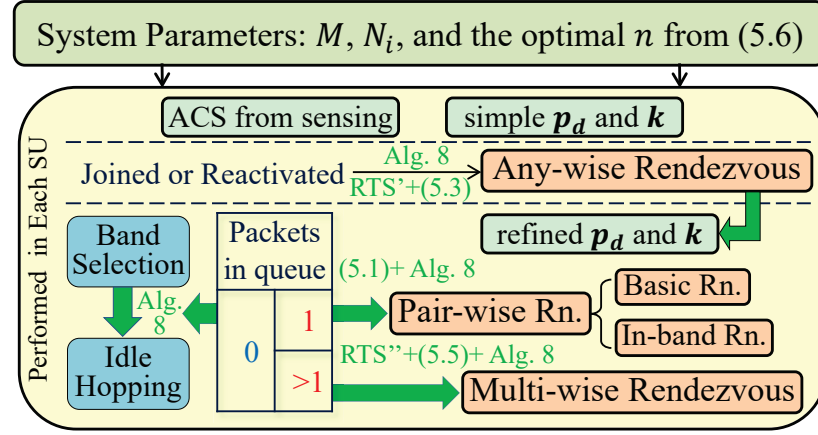 System Parameters: M, N_i, and the optimal n from (5.6)
Performed in Each SU
ACS from sensing
simple p_d and k
Joined or Reactivated
Alg. 8
RTS'+(5.3)
Any-wise Rendezvous
refined p_d and k
Band
Selection
Alg.
8
Idle
Hopping
Packets
in queue
0
1
>1
(5.1)+ Alg. 8
Pair-wise Rn.
Basic Rn.
In-band Rn.
RTS''+(5.5)+ Alg. 8
Multi-wise Rendezvous